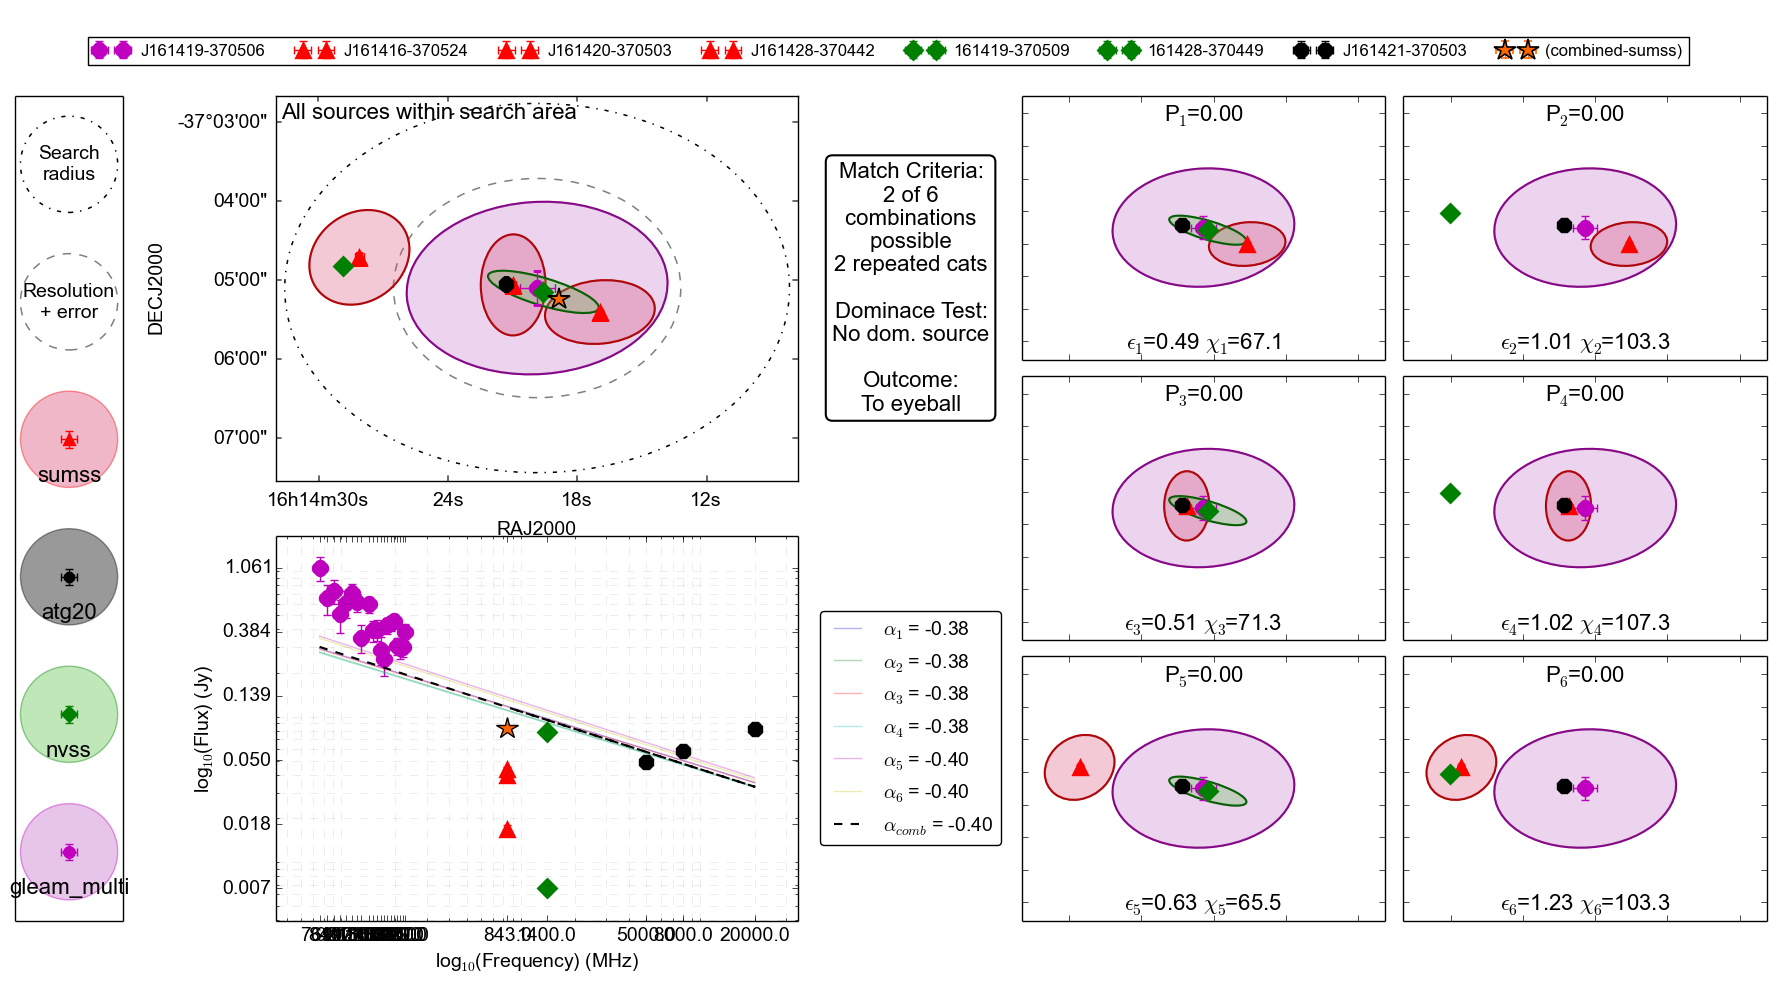 J161419-370506 J161416-370524 J161420-370503 J161428-370442 161419-370509 161428-370449 J161421-370503 (combined-sumss)
Search
radius
Resolution
+ error
sumss
atg20
nvss
gleam_multi
All sources within search area
-37°03'00"
04'00"
05'00"
06'00"
07'00"
DECJ2000
16h14m30s 24s 18s 12s
RAJ2000
Match Criteria:
2 of 6
combinations
possible
2 repeated cats
Dominace Test:
No dom. source
Outcome:
To eyeball
1.061
0.384
0.139
0.050
0.018
0.007
log₁₀(Flux) (Jy)
843.0 1400.0 5000.0 8000.0 20000.0
log₁₀(Frequency) (MHz)
α₁ = -0.38
α₂ = -0.38
α₃ = -0.38
α₄ = -0.38
α₅ = -0.40
α₆ = -0.40
α_comb = -0.40
P₁=0.00
ϵ₁=0.49 χ₁=67.1
P₂=0.00
ϵ₂=1.01 χ₂=103.3
P₃=0.00
ϵ₃=0.51 χ₃=71.3
P₄=0.00
ϵ₄=1.02 χ₄=107.3
P₅=0.00
ϵ₅=0.63 χ₅=65.5
P₆=0.00
ϵ₆=1.23 χ₆=103.3